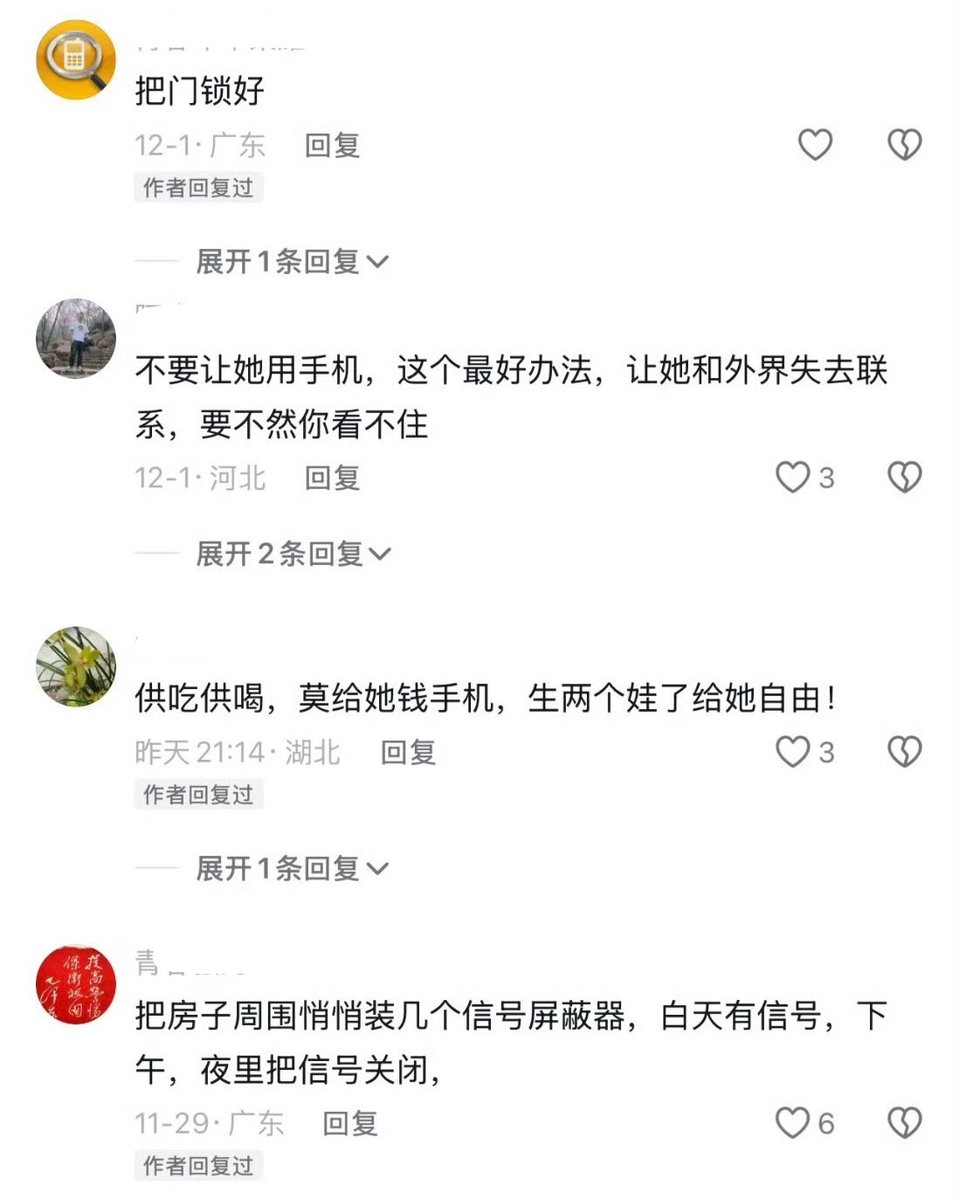 把门锁好
12-1·广东 回复
作者回复过
展开1条回复
不要让她用手机，这个最好办法，让她和外界失去联
系，要不然你看不住
12-1·河北 回复 3
展开2条回复
供吃供喝，莫给她钱手机，生两个娃了给她自由！
昨天21:14·湖北 回复 3
作者回复过
展开1条回复
青
把房子周围悄悄装几个信号屏蔽器，白天有信号，下
午，夜里把信号关闭，
11-29·广东 回复 6
作者回复过